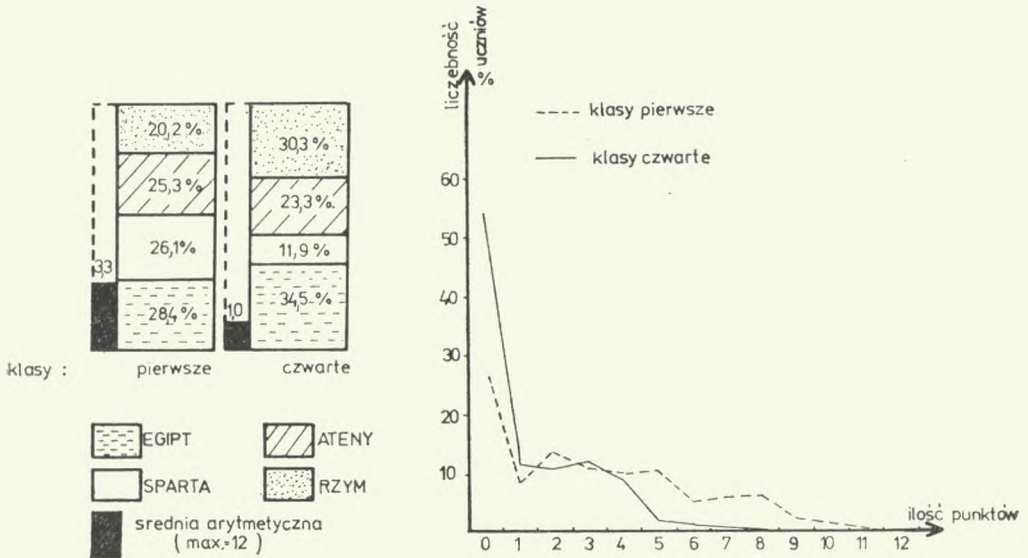 20,2 %
25,3 %
26,1%
28,4 %
3,3
30,3 %
23,3 %.
11,9 %
34,5 %
1,0
klasy :
pierwsze
czwarte
EGIPT
ATENY
SPARTA
RZYM
średnia arytmetyczna
( max.=12 )
liczebność
uczniów
%
klasy pierwsze
klasy czwarte
60
50
40
30
20
10
0 1 2 3 4 5 6 7 8 9 10 11 12
ilość punktów